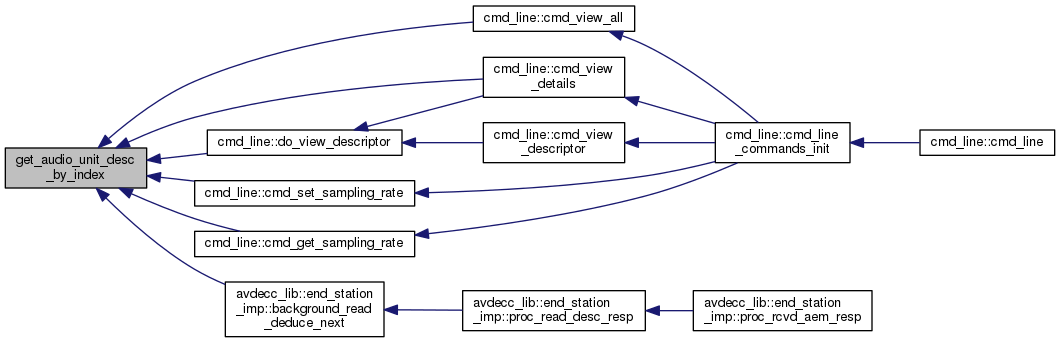 cmd_line::cmd_view_all
cmd_line::cmd_view
_details
cmd_line::do_view_descriptor
cmd_line::cmd_view
_descriptor
cmd_line::cmd_line
_commands_init
cmd_line::cmd_line
get_audio_unit_desc
_by_index
cmd_line::cmd_set_sampling_rate
cmd_line::cmd_get_sampling_rate
avdecc_lib::end_station
_imp::background_read
_deduce_next
avdecc_lib::end_station
_imp::proc_read_desc_resp
avdecc_lib::end_station
_imp::proc_rcvd_aem_resp